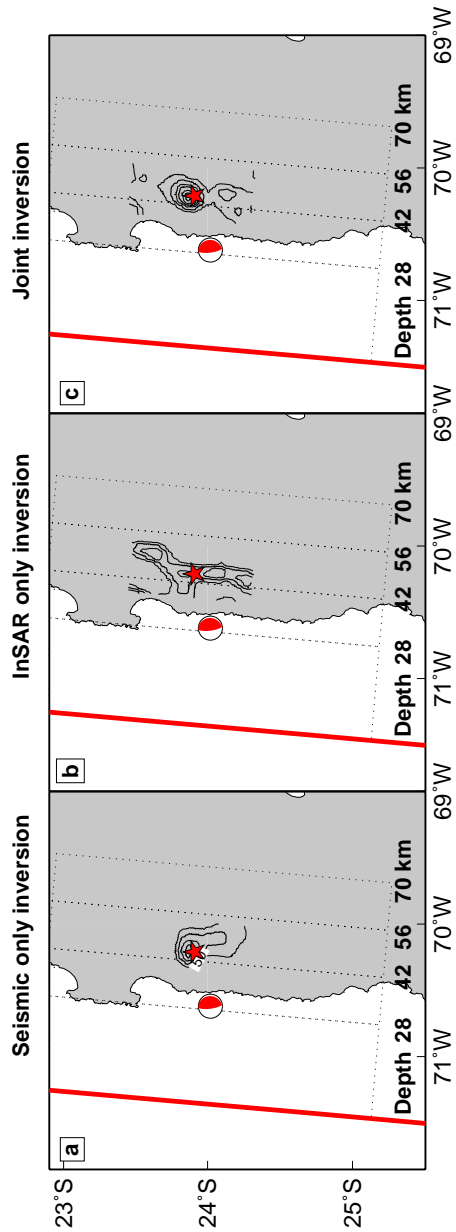 Seismic only inversion
InSAR only inversion
Joint inversion
a
b
c
23˚S
24˚S
25˚S
Depth 28 42 56 70 km
Depth 28 42 56 70 km
Depth 28 42 56 70 km
71˚W 70˚W 69˚W
71˚W 70˚W 69˚W
71˚W 70˚W 69˚W